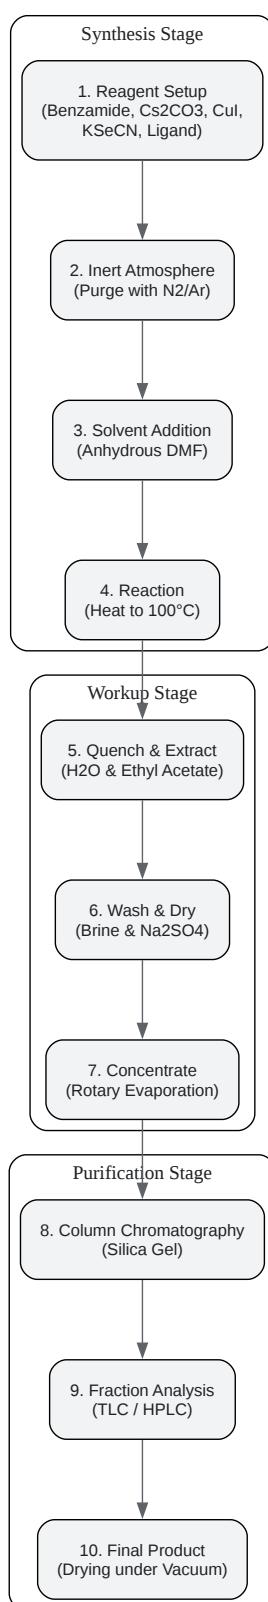 Synthesis Stage
1. Reagent Setup
(Benzamide, Cs2CO3, CuI,
KSeCN, Ligand)
2. Inert Atmosphere
(Purge with N2/Ar)
3. Solvent Addition
(Anhydrous DMF)
4. Reaction
(Heat to 100°C)
Workup Stage
5. Quench & Extract
(H2O & Ethyl Acetate)
6. Wash & Dry
(Brine & Na2SO4)
7. Concentrate
(Rotary Evaporation)
Purification Stage
8. Column Chromatography
(Silica Gel)
9. Fraction Analysis
(TLC / HPLC)
10. Final Product
(Drying under Vacuum)